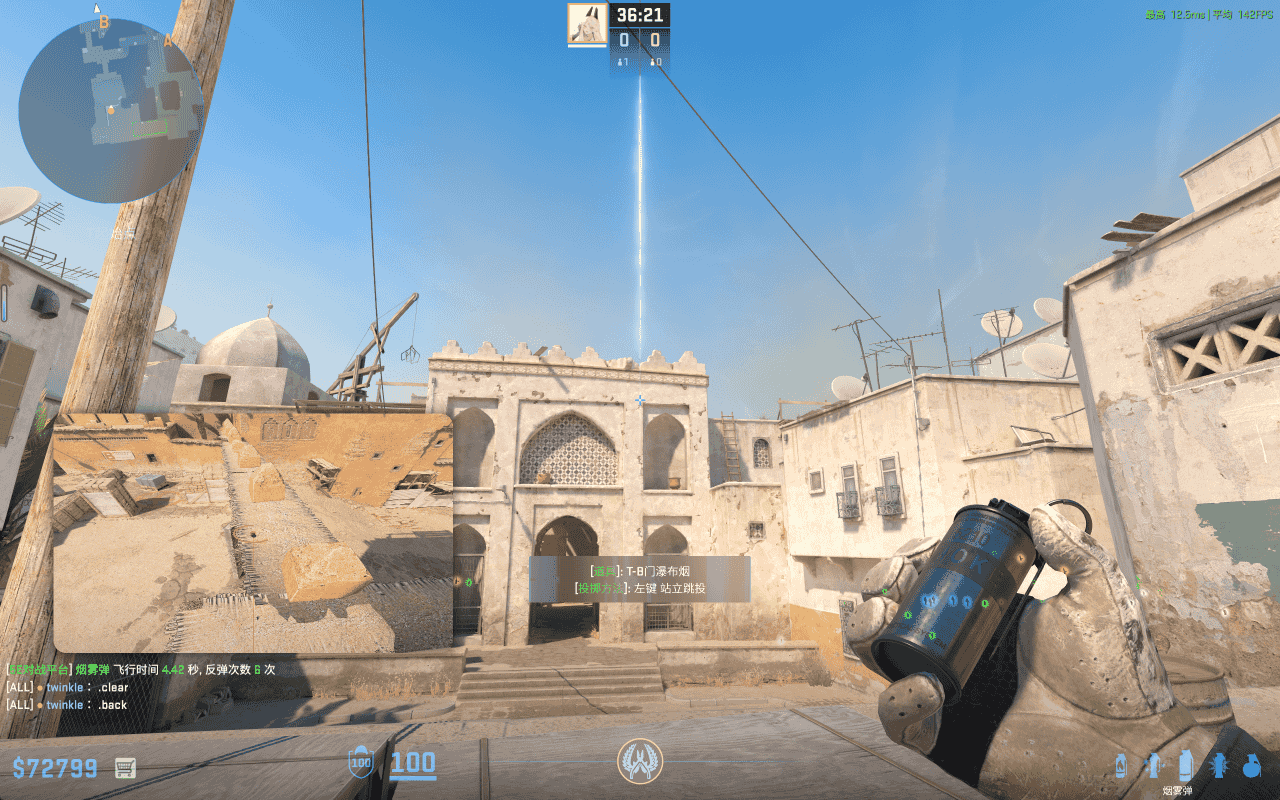 B
A
36:21
最高 12.5ms | 平均 142FPS
0 0
1 0
[道具]: T-B门瀑布烟
[投掷方法]: 左键 站立跳投
[5E对战平台] 烟雾弹 飞行时间 4.42 秒, 反弹次数 6 次
[ALL] twinkle： .clear
[ALL] twinkle： .back
$72799
100 100
烟雾弹